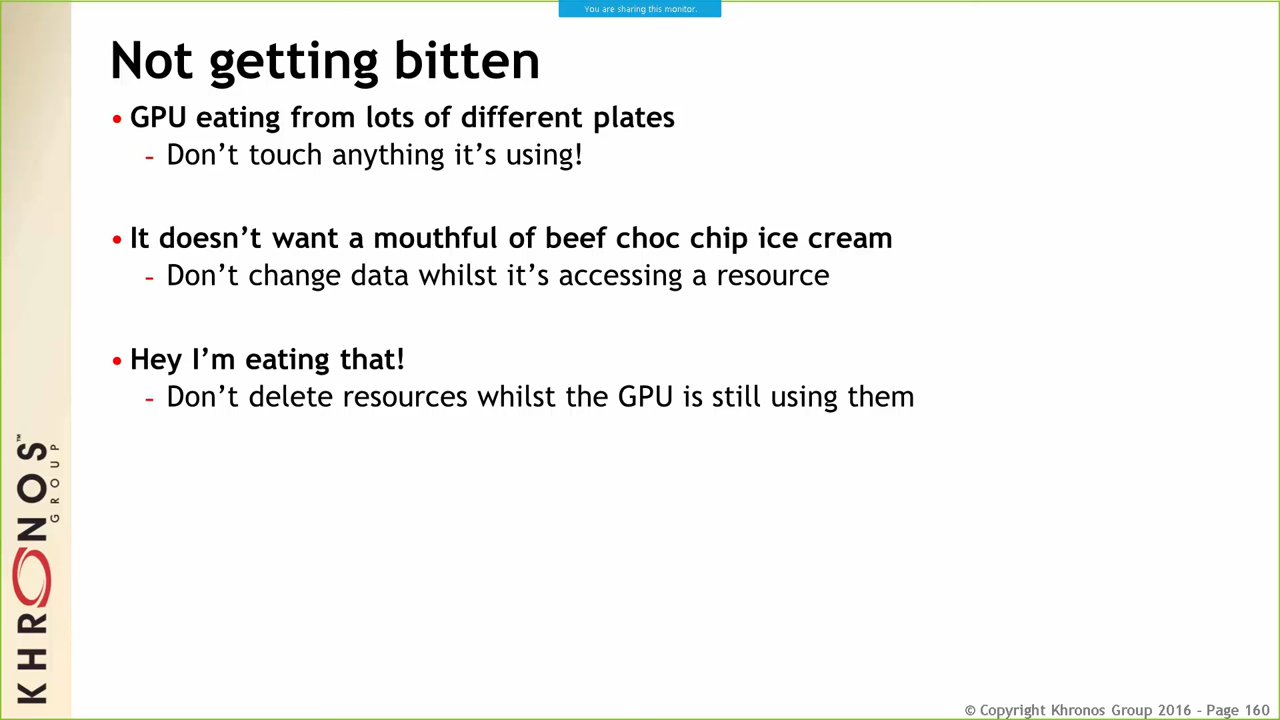 You are sharing this monitor.
Not getting bitten
• GPU eating from lots of different plates
- Don’t touch anything it’s using!
• It doesn’t want a mouthful of beef choc chip ice cream
- Don’t change data whilst it’s accessing a resource
• Hey I’m eating that!
- Don’t delete resources whilst the GPU is still using them
KHRONOS™
GROUP
© Copyright Khronos Group 2016 - Page 160